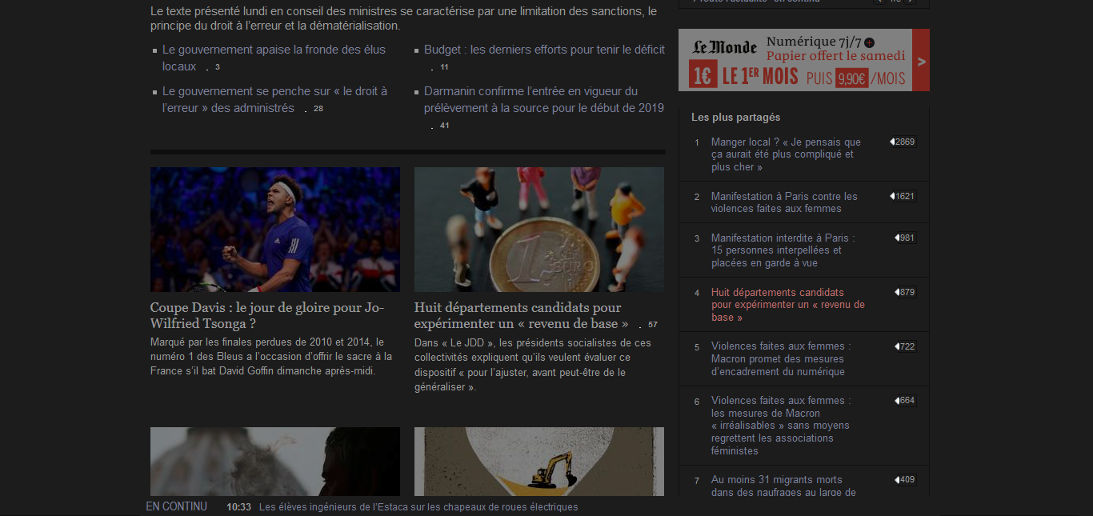 Le texte présenté lundi en conseil des ministres se caractérise par une limitation des sanctions, le
principe du droit à l'erreur et la dématérialisation.
Le gouvernement apaise la fronde des élus
locaux 3
Le gouvernement se penche sur « le droit à
l'erreur » des administrés 28
Budget : les derniers efforts pour tenir le déficit
11
Darmanin confirme l'entrée en vigueur du
prélèvement à la source pour le début de 2019
41
Coupe Davis : le jour de gloire pour Jo-
Wilfried Tsonga ?
Marqué par les finales perdues de 2010 et 2014, le
numéro 1 des Bleus a l'occasion d'offrir le sacre à la
France s'il bat David Goffin dimanche après-midi.
1 EURO
Huit départements candidats pour
expérimenter un « revenu de base » 57
Dans « Le JDD », les présidents socialistes de ces
collectivités expliquent qu'ils veulent évaluer ce
dispositif « pour l'ajuster, avant peut-être de le
généraliser ».
Le Monde Numérique 7j/7 +
Papier offert le samedi
1€ LE 1ER MOIS PUIS 9,90€/MOIS >
Les plus partagés
1 Manger local ? « Je pensais que 2869
ça aurait été plus compliqué et
plus cher »
2 Manifestation à Paris contre les 1621
violences faites aux femmes
3 Manifestation interdite à Paris : 981
15 personnes interpellées et
placées en garde à vue
4 Huit départements candidats 879
pour expérimenter un « revenu de
base »
5 Violences faites aux femmes : 722
Macron promet des mesures
d'encadrement du numérique
6 Violences faites aux femmes : 664
les mesures de Macron
« irréalisables » sans moyens
regrettent les associations
féministes
7 Au moins 31 migrants morts 409
dans des naufrages au large de
EN CONTINU 10:33 Les élèves ingénieurs de l'Estaca sur les chapeaux de roues électriques